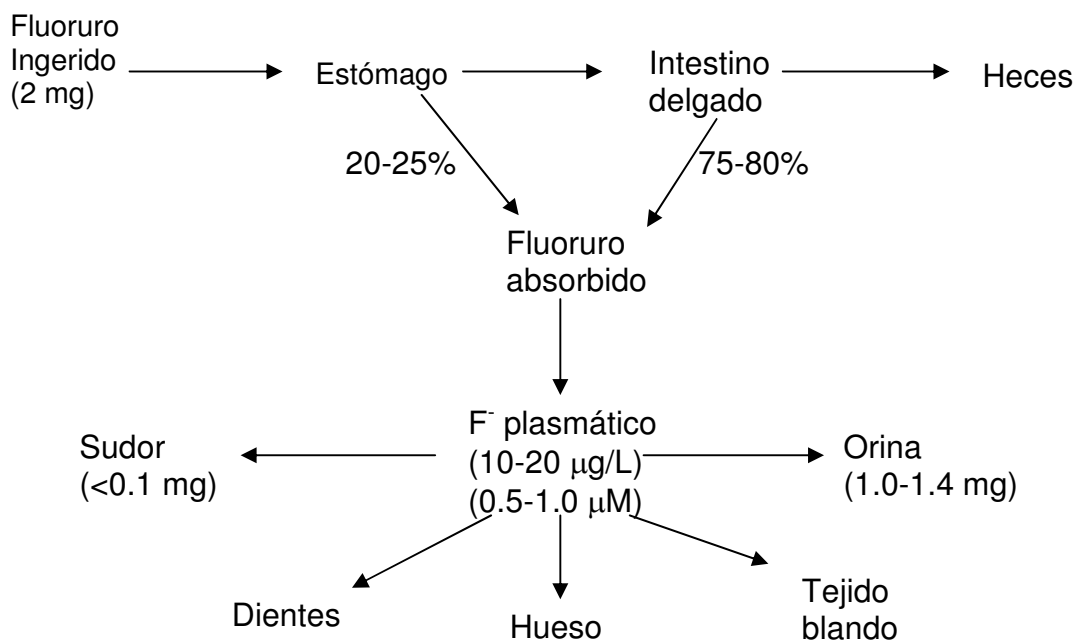 Fluoruro
Ingerido
(2 mg)
Estómago
Intestino
delgado
Heces
20-25%
75-80%
Fluoruro
absorbido
F⁻ plasmático
(10-20 μg/L)
(0.5-1.0 μM)
Sudor
(<0.1 mg)
Orina
(1.0-1.4 mg)
Dientes
Hueso
Tejido
blando